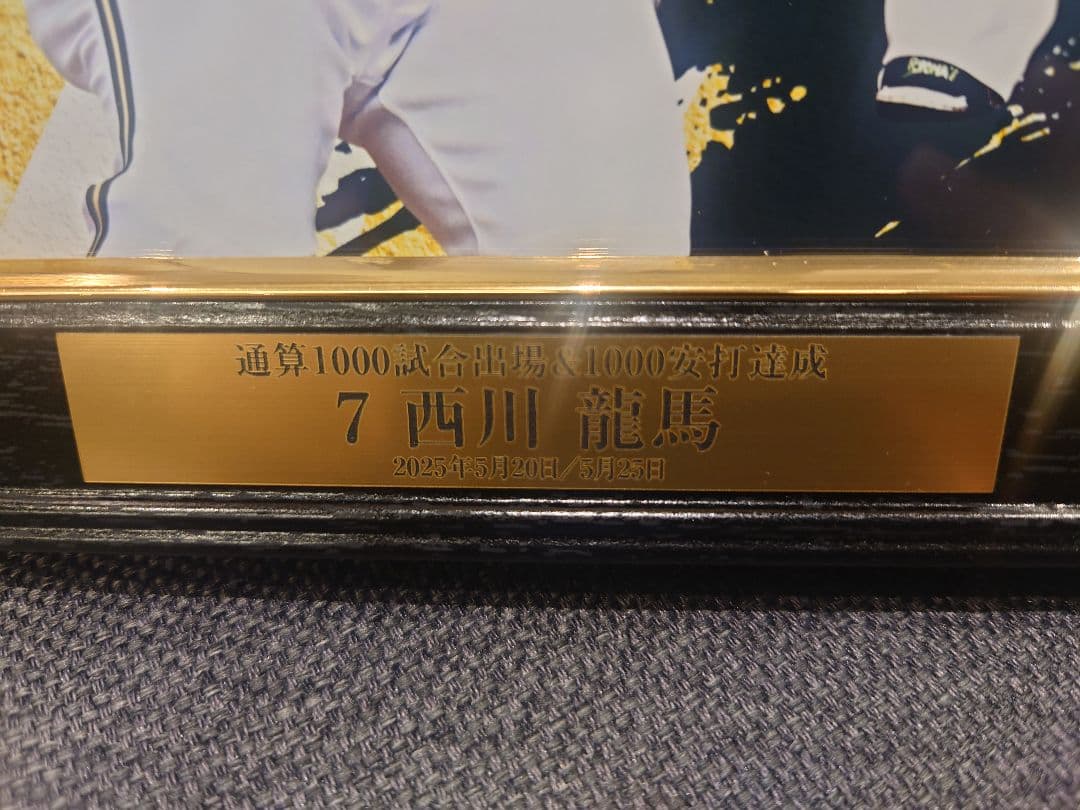 通算1000試合出場&1000安打達成
7 西川 龍馬
2025年5月20日/5月25日